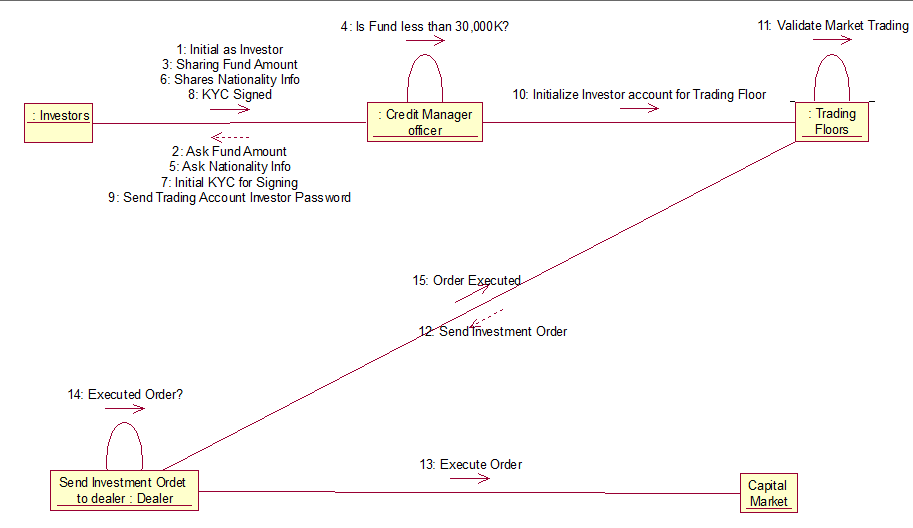 4: Is Fund less than 30,000K?
11: Validate Market Trading
1: Initial as Investor
3: Sharing Fund Amount
6: Shares Nationality Info
8: KYC Signed
10: Initialize Investor account for Trading Floor
: Investors
: Credit Manager
officer
: Trading
Floors
2: Ask Fund Amount
5: Ask Nationality Info
7: Initial KYC for Signing
9: Send Trading Account Investor Password
15: Order Executed
12: Send Investment Order
14: Executed Order?
13: Execute Order
Send Investment Ordet
to dealer : Dealer
Capital
Market